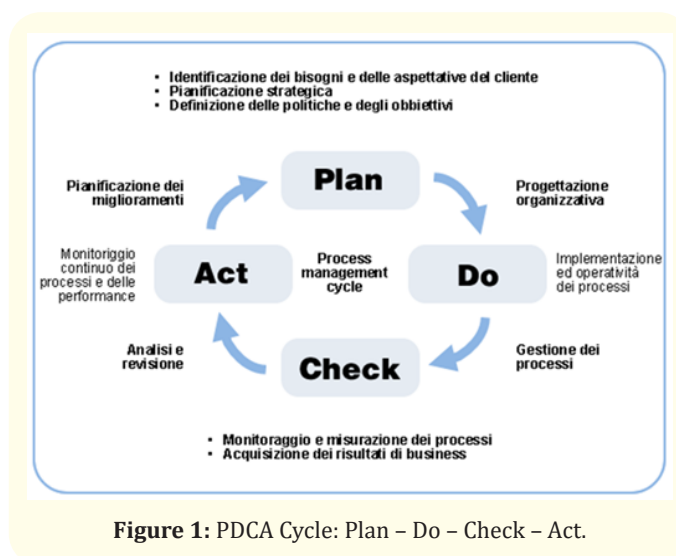 • Identificazione dei bisogni e delle aspettative del cliente
• Pianificazione strategica
• Definizione delle politiche e degli obbiettivi
Plan
Pianificazione dei
miglioramenti
Progettazione
organizzativa
Monitoriggio
continuo dei
processi e delle
performance
Act
Process
management
cycle
Do
Implementazione
ed operatività
dei processi
Analisi e
revisione
Check
Gestione dei
processi
• Monitoraggio e misurazione dei processi
• Acquisizione dei risultati di business
Figure 1: PDCA Cycle: Plan – Do – Check – Act.